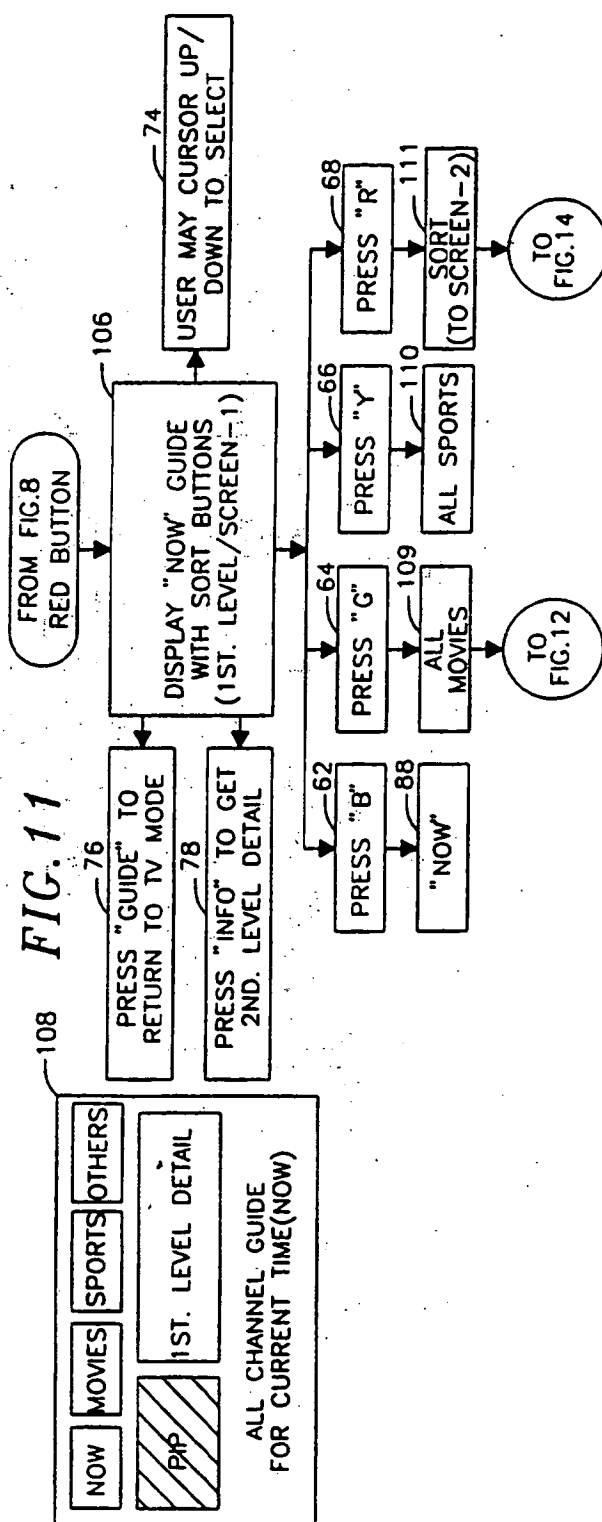 FIG.11
108
NOW
MOVIES
SPORTS
OTHERS
PIP
1ST. LEVEL DETAIL
ALL CHANNEL GUIDE
FOR CURRENT TIME(NOW)
FROM FIG.8
RED BUTTON
106
DISPLAY "NOW" GUIDE
WITH SORT BUTTONS
(1ST. LEVEL/SCREEN-1)
76
PRESS "GUIDE" TO
RETURN TO TV MODE
78
PRESS "INFO" TO GET
2ND. LEVEL DETAIL
74
USER MAY CURSOR UP/
DOWN TO SELECT
62
PRESS "B"
88
"NOW"
64
PRESS "G"
109
ALL
MOVIES
TO
FIG.12
66
PRESS "Y"
110
ALL SPORTS
68
PRESS "R"
111
SORT
(TO SCREEN-2)
TO
FIG.14